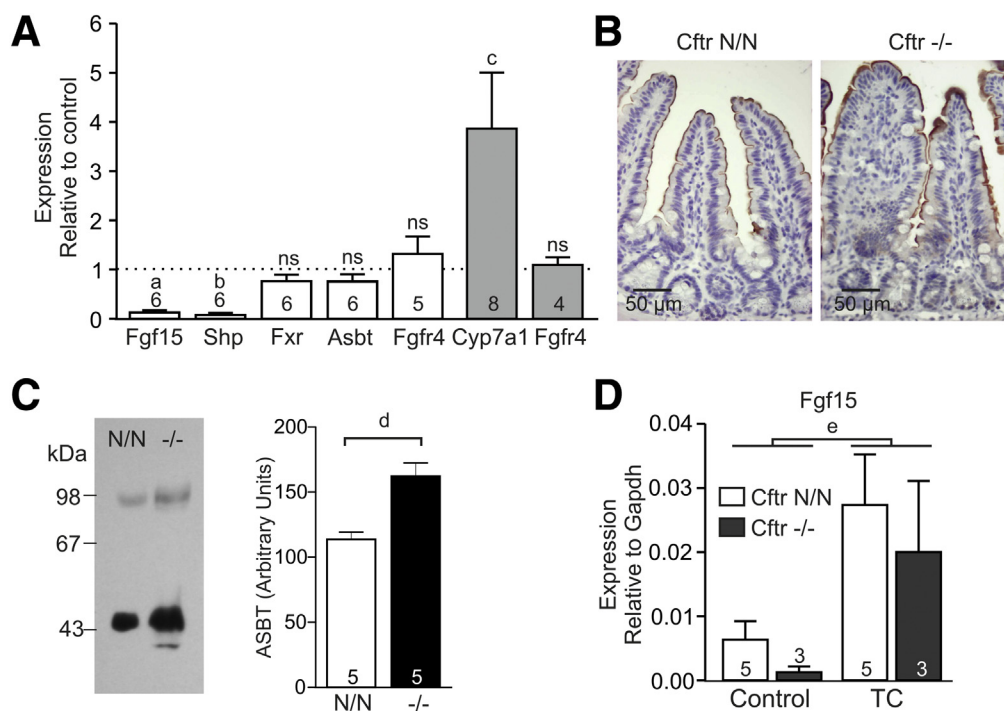 A
Expression
Relative to control
6
5
4
3
2
1
0
a
6
b
6
ns
6
ns
6
ns
5
c
8
ns
4
Fgf15 Shp Fxr Asbt Fgfr4 Cyp7a1 Fgfr4
B
Cftr N/N
Cftr -/-
50 µm
50 µm
C
N/N -/-
kDa
98
67
43
ASBT (Arbitrary Units)
200
150
100
50
0
d
5
5
N/N -/-
D
Fgf15
Expression
Relative to Gapdh
0.04
0.03
0.02
0.01
0.00
e
Cftr N/N
Cftr -/-
5
3
5
3
Control TC